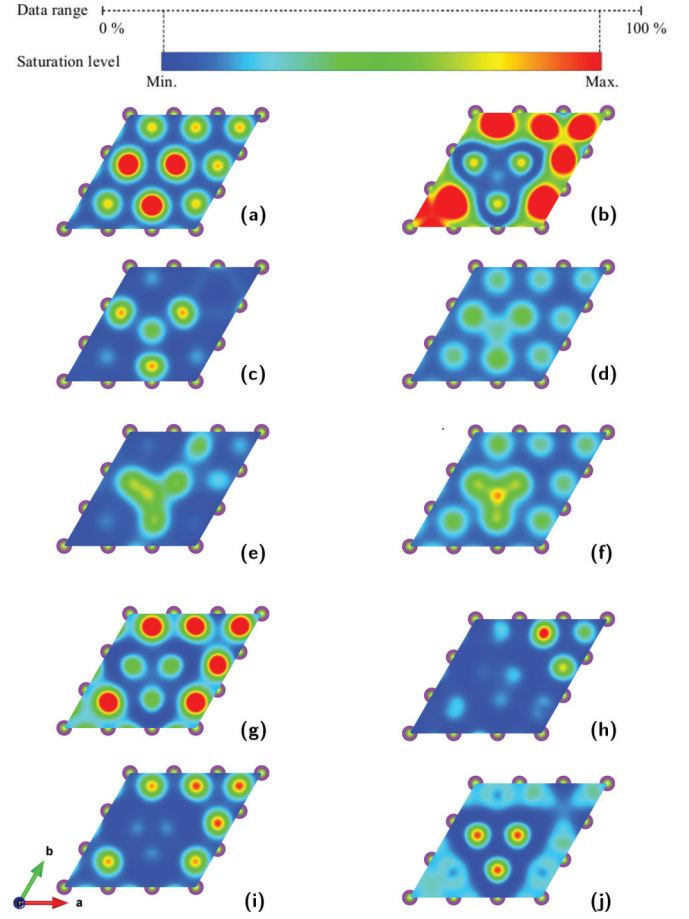 Data range
0 % 100 %
Saturation level
Min. Max.
(a) (b)
(c) (d)
(e) (f)
(g) (h)
(i) (j)
b
c a